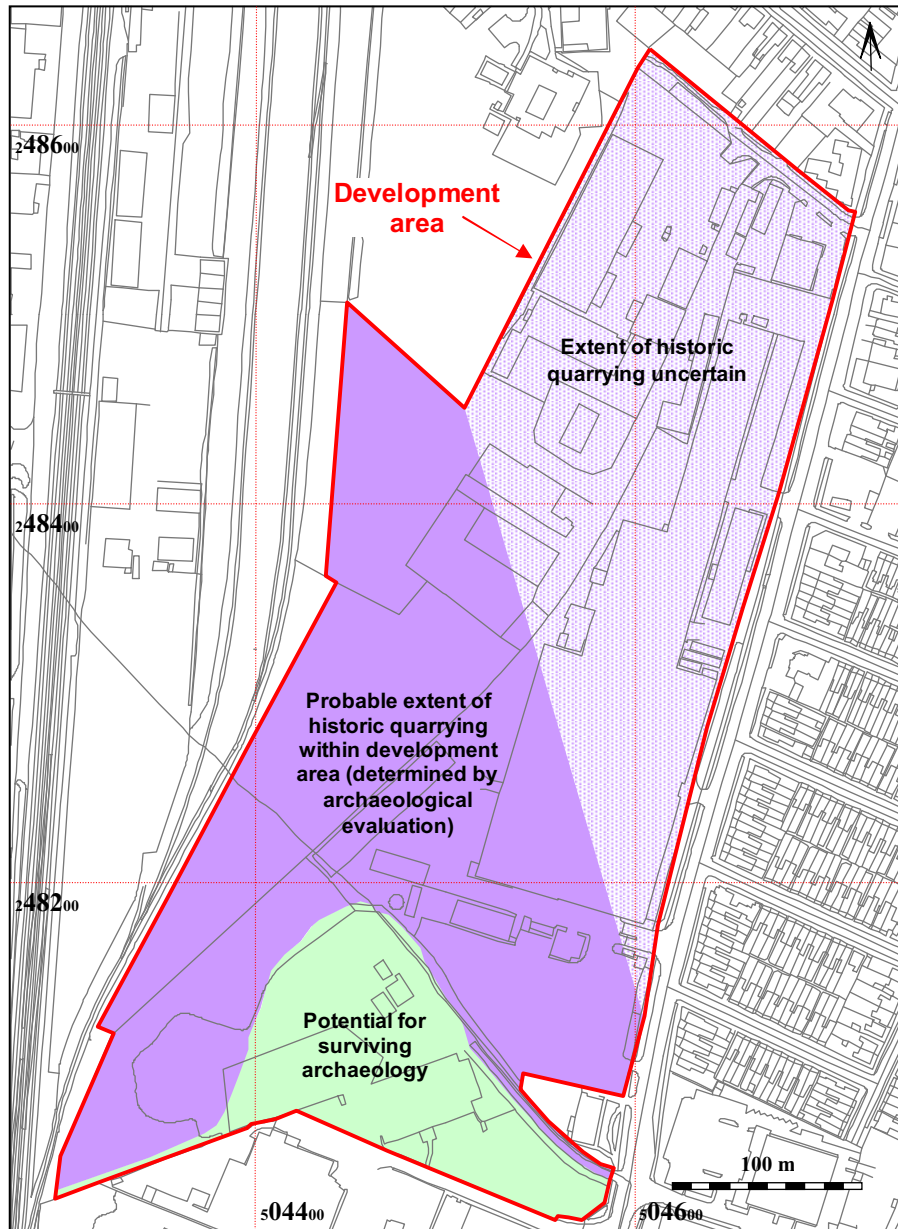 248600
Development
area
Extent of historic
quarrying uncertain
248400
Probable extent of
historic quarrying
within development
area (determined by
archaeological
evaluation)
248200
Potential for
surviving
archaeology
100 m
504400
504600